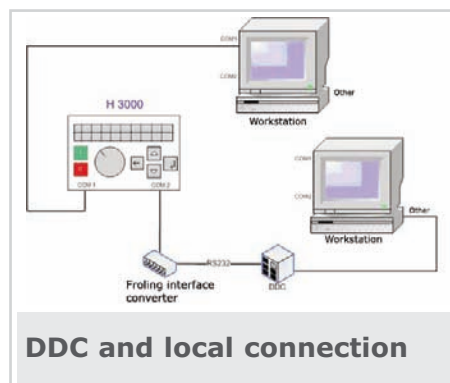 COM1
COM2
Other
Workstation
H 3000
COM 1
COM 2
COM1
COM2
Other
Workstation
RS232
DDC
Froling interface
converter
DDC and local connection